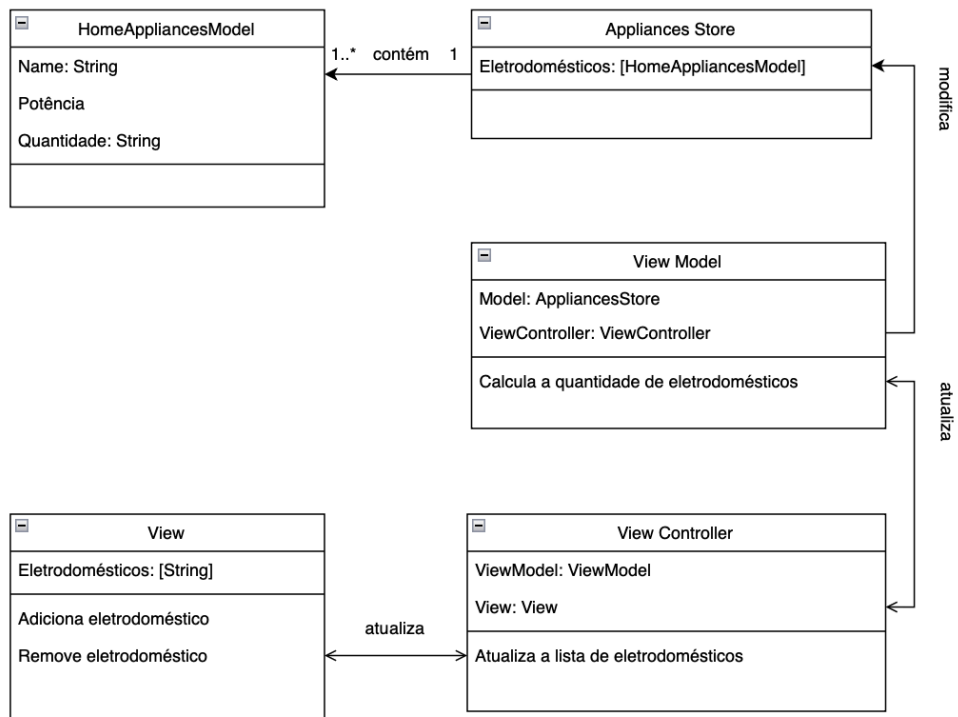 HomeAppliancesModel
Name: String
Potência
Quantidade: String
1..* contém 1
Appliances Store
Eletrodomésticos: [HomeAppliancesModel]
modifica
View Model
Model: AppliancesStore
ViewController: ViewController
Calcula a quantidade de eletrodomésticos
atualiza
View
Eletrodomésticos: [String]
Adiciona eletrodoméstico
Remove eletrodoméstico
atualiza
View Controller
ViewModel: ViewModel
View: View
Atualiza a lista de eletrodomésticos